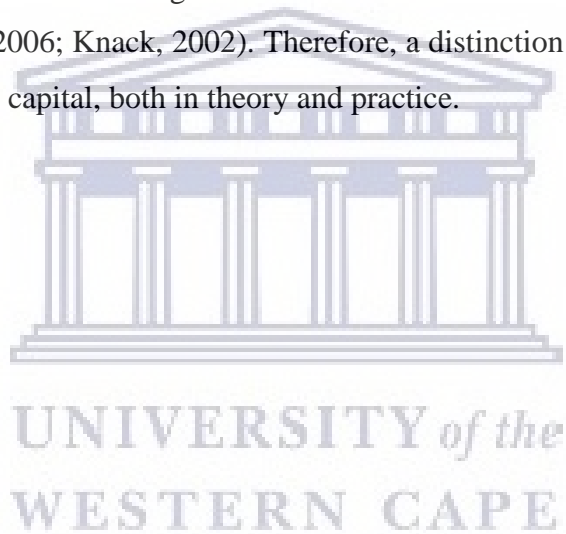 2006; Knack, 2002). Therefore, a distinction
capital, both in theory and practice.
UNIVERSITY of the
WESTERN CAPE